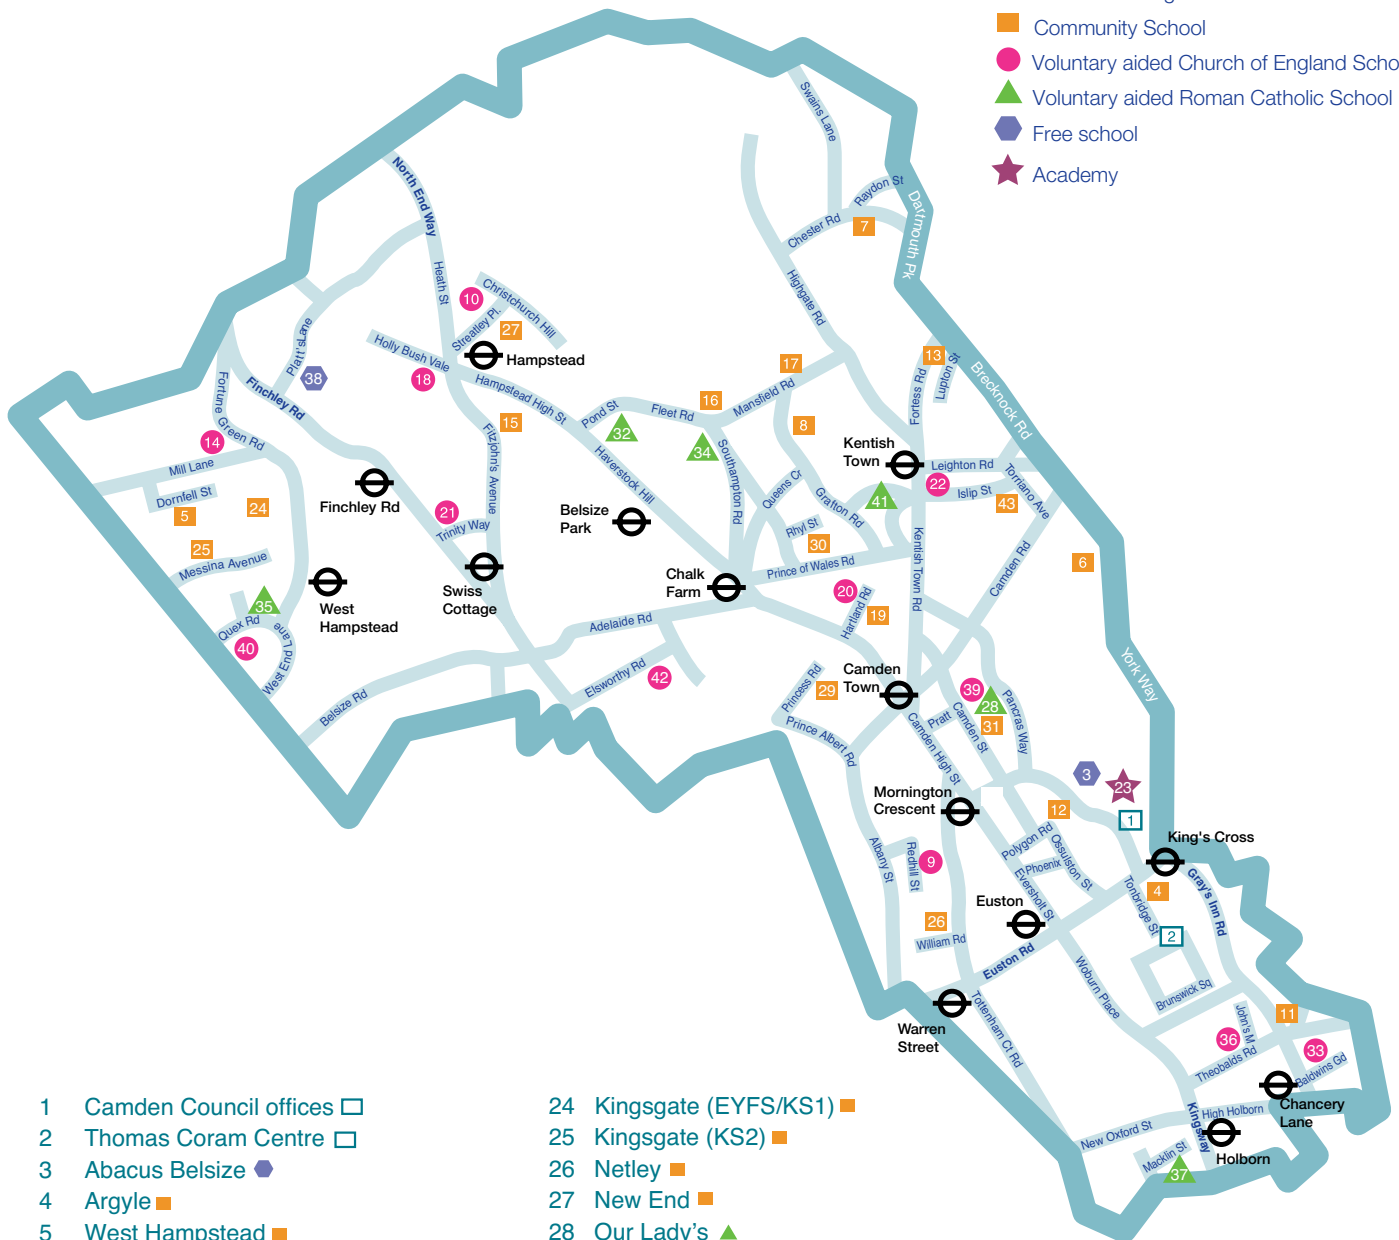 Community School
Voluntary aided Church of England Scho
Voluntary aided Roman Catholic School
Free school
Academy
Swains Lane
Raydon St
Chester Rd
7
Dartmouth Pk
North End Way
Heath St
Highgate Rd
10
Christchurch Hill
Streatley Pl.
27
Hampstead
Holly Bush Vale
18
Platt'sLane
38
Finchley Rd
Fortune
Green Rd
14
Mill Lane
Dornfell St
5
24
25
Messina Avenue
35
Quex Rd
40
West End Lane
West
Hampstead
Finchley Rd
21
Trinity Way
Swiss
Cottage
Fitzjohn's Avenue
15
Hampstead High St
Pond St
32
Fleet Rd
16
34
Mansfield Rd
17
8
Haverstock Hill
Southampton Rd
Belsize
Park
Queens Cr
Grafton Rd
Rhyl St
30
41
Kentish
Town
13
Lupton St
Fortess Rd
Brecknock Rd
Leighton Rd
22
Islip St
43
Torriano Ave
6
Camden Rd
Kentish Town Rd
Chalk
Farm
Prince of Wales Rd
20
Hartland Rd
19
Adelaide Rd
Elsworthy Rd
42
Belsize Rd
Princess Rd
29
Prince Albert Rd
Camden
Town
39
28
31
Pratt
Camden St
Pancras Way
York Way
Camden High St
3
23
1
12
Mornington
Crescent
Polygon Rd
Phoenix
Ossulston St
Eversholt St
King's Cross
4
Gray's Inn Rd
Tonbridge St
2
Albany St
Redhill St
9
26
William Rd
Euston
Euston Rd
Woburn Place
Brunswick Sq
Warren
Street
Tottenham Ct Rd
John's M
36
11
33
Theobalds Rd
Baldwins Gd
Chancery
Lane
High Holborn
Kingsway
Holborn
New Oxford St
Macklin St
37
1 Camden Council offices
2 Thomas Coram Centre
3 Abacus Belsize
4 Argyle
5 West Hampstead
24 Kingsgate (EYFS/KS1)
25 Kingsgate (KS2)
26 Netley
27 New End
28 Our Lady's